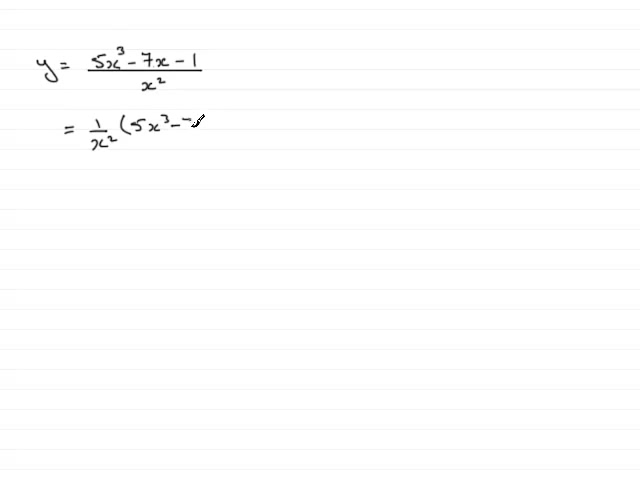 y = (5x³ - 7x - 1) / x²
= 1/x² (5x³ -